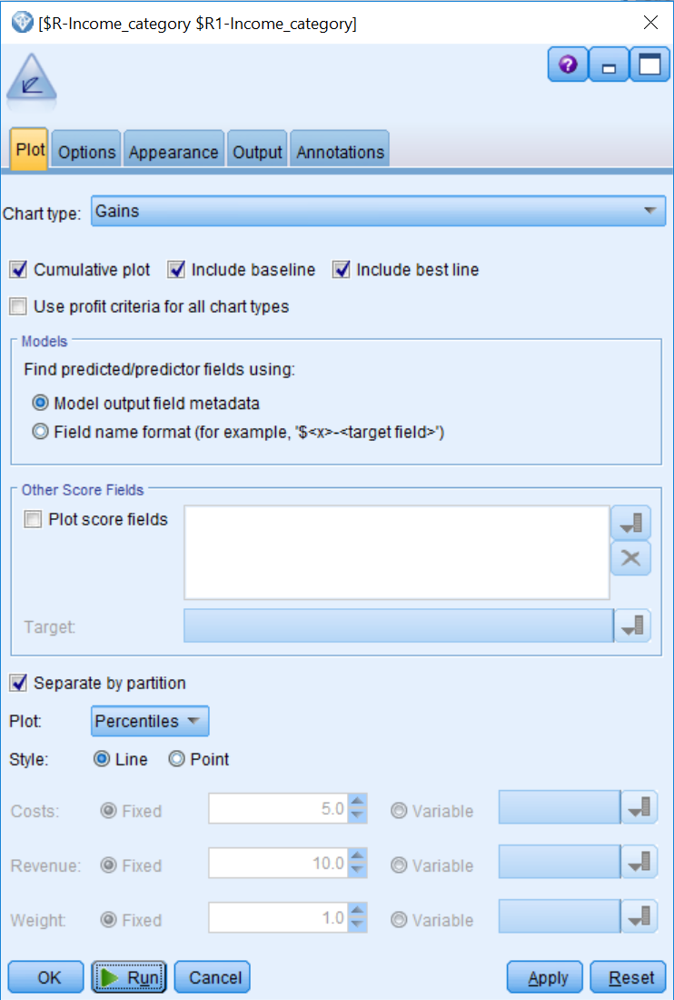 [$R-Income_category $R1-Income_category]
?
Plot Options Appearance Output Annotations
Chart type: Gains
Cumulative plot Include baseline Include best line
Use profit criteria for all chart types
Models
Find predicted/predictor fields using:
Model output field metadata
Field name format (for example, '$<x>-<target field>')
Other Score Fields
Plot score fields
Target:
Separate by partition
Plot: Percentiles
Style: Line Point
Costs: Fixed 5.0 Variable
Revenue: Fixed 10.0 Variable
Weight: Fixed 1.0 Variable
OK Run Cancel Apply Reset